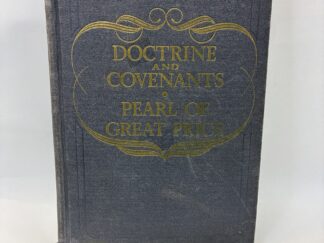 DOCTRINE
AND
COVENANTS
PEARL OF
GREAT PRICE